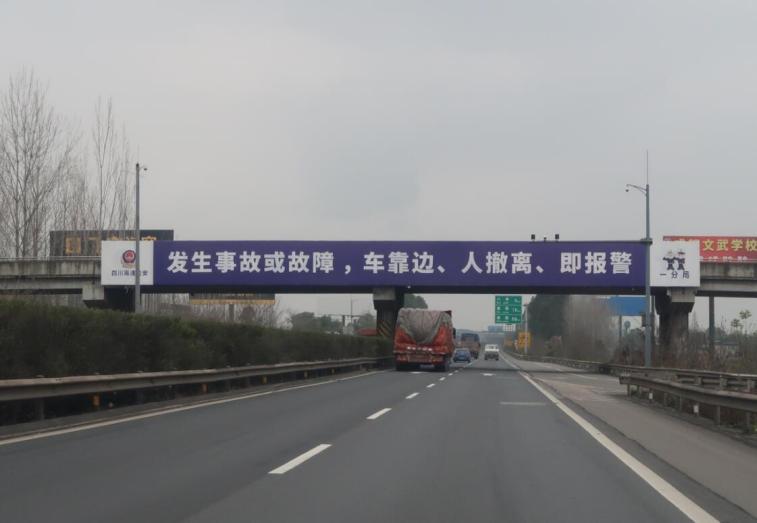 四川高速公安
发生事故或故障，车靠边、人撤离、即报警
一分局
文武学校